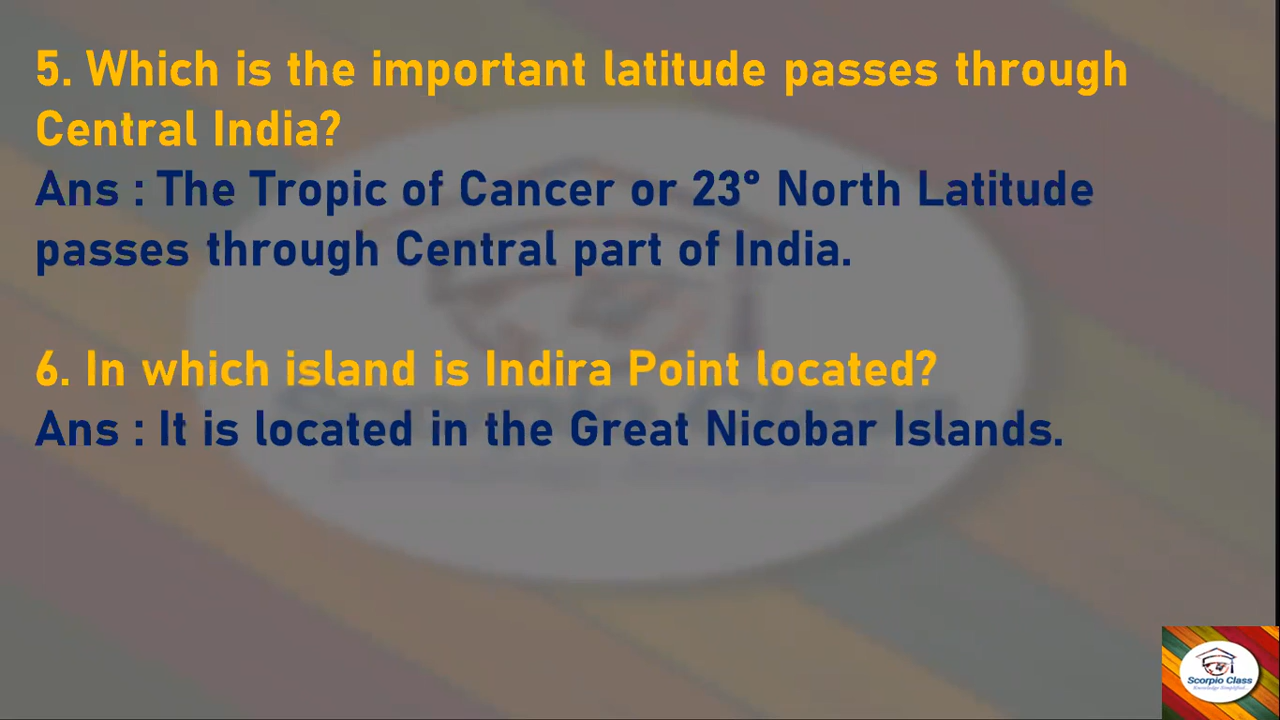 5. Which is the important latitude passes through
Central India?
Ans : The Tropic of Cancer or 23° North Latitude
passes through Central part of India.
6. In which island is Indira Point located?
Ans : It is located in the Great Nicobar Islands.
Scorpio Class
Knowledge Simplified...